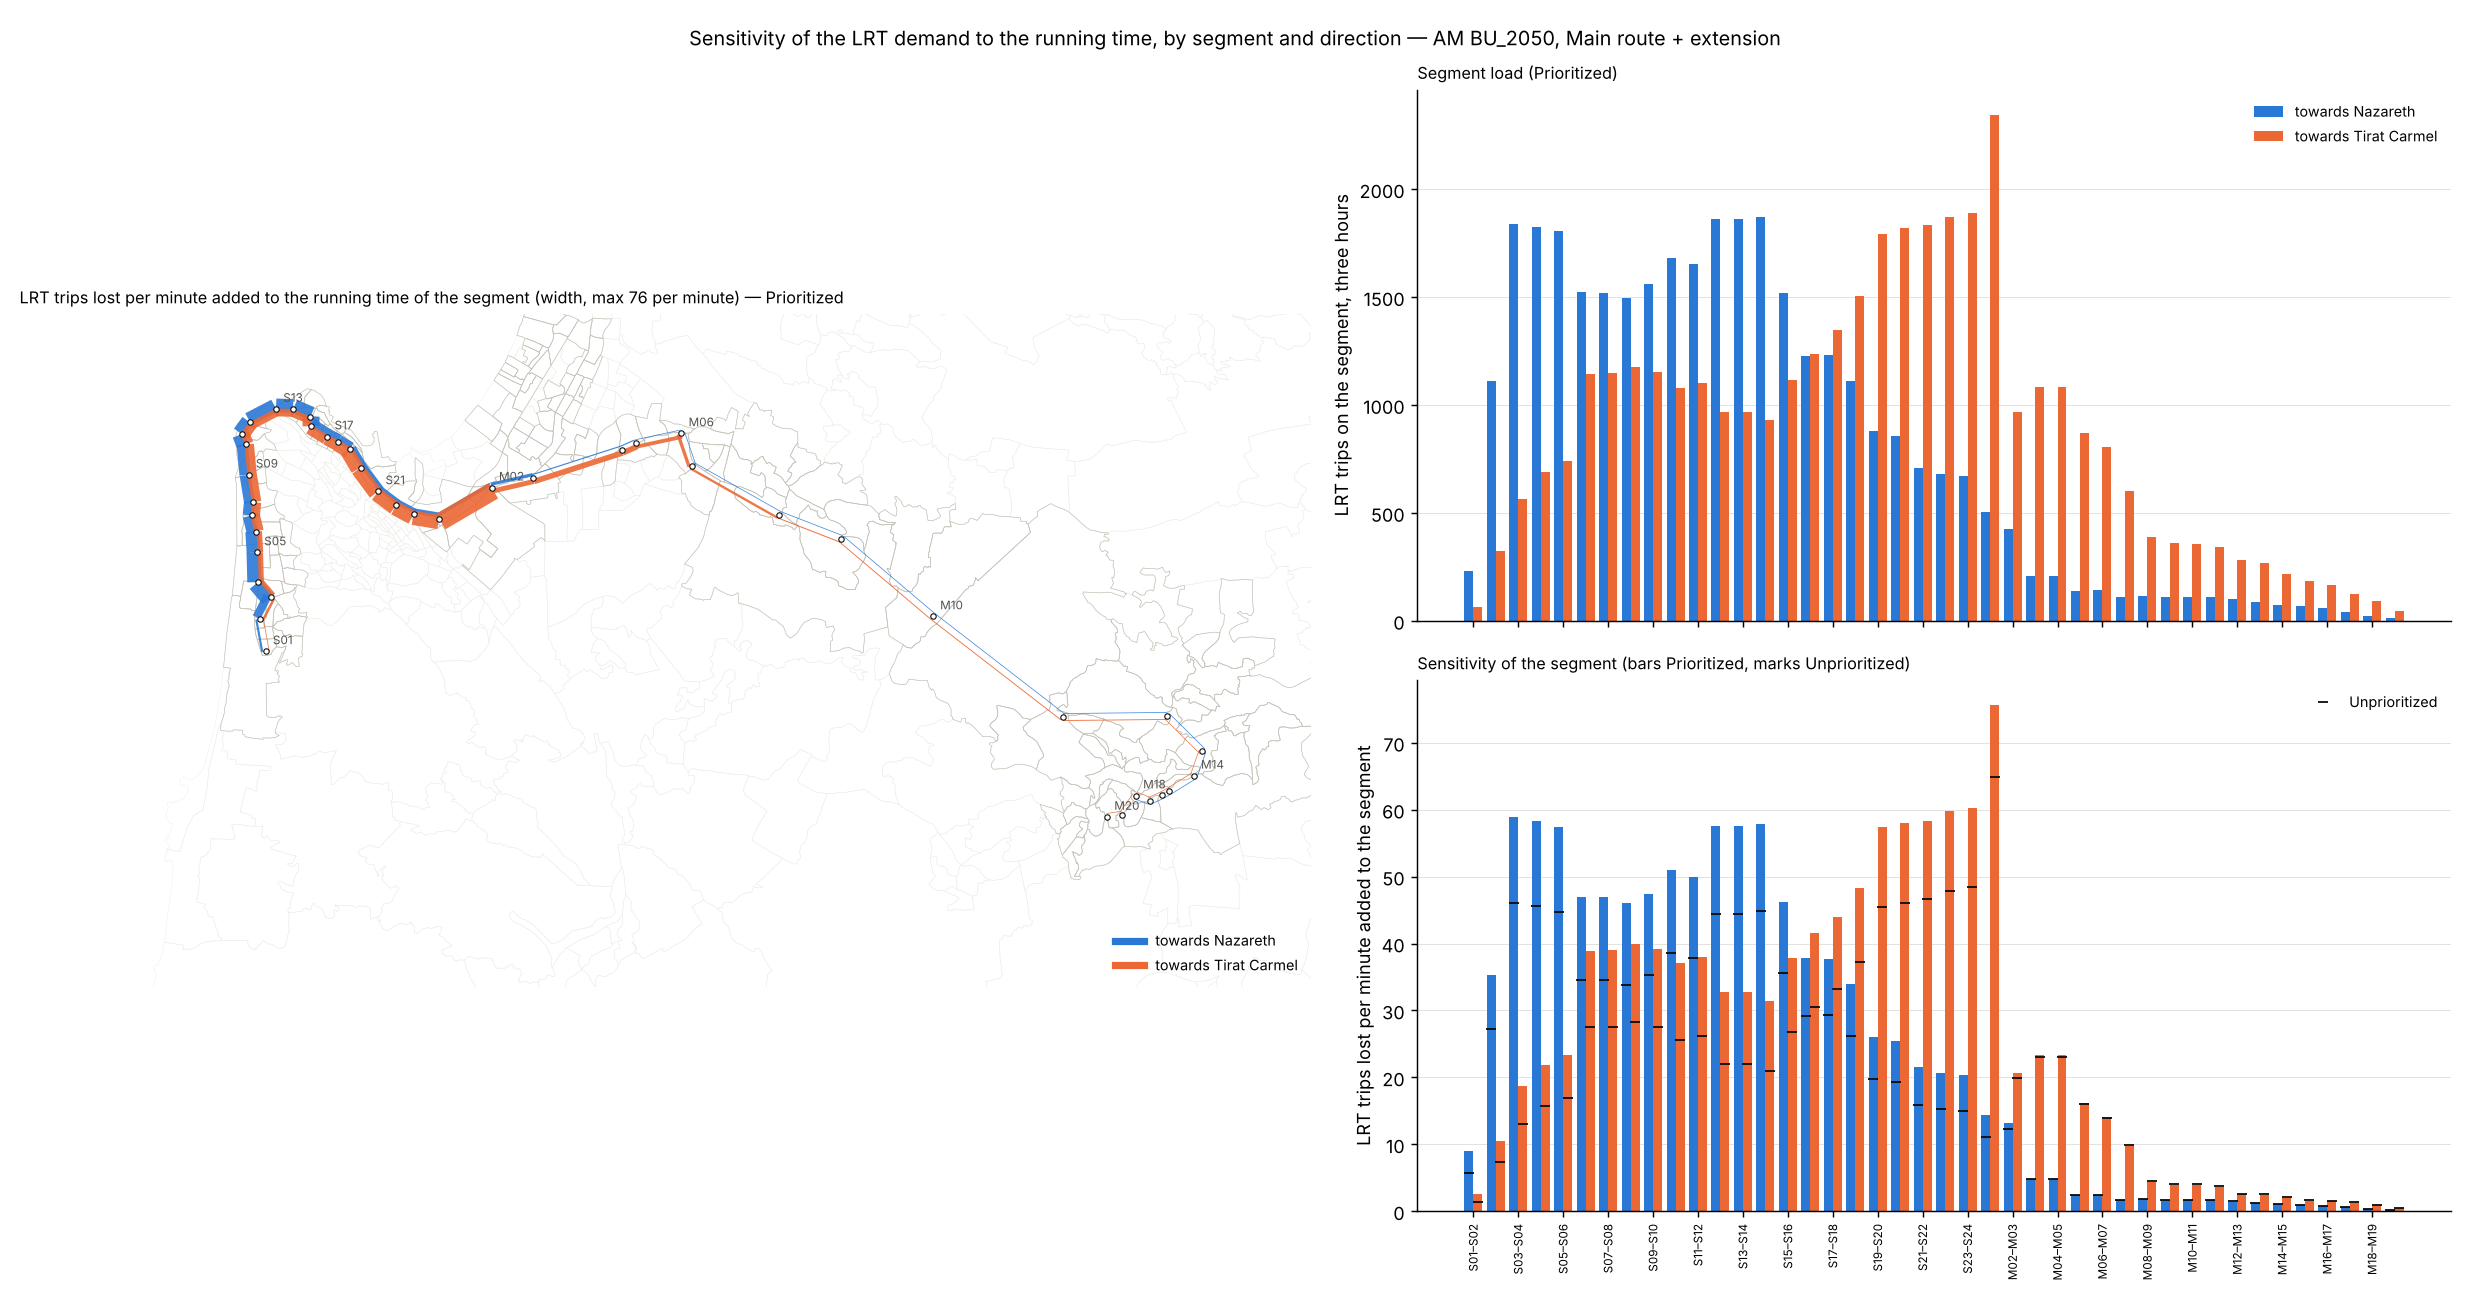 Sensitivity of the LRT demand to the running time, by segment and direction — AM BU_2050, Main route + extension
LRT trips lost per minute added to the running time of the segment (width, max 76 per minute) — Prioritized
S13
S17
M06
S09
S21
M02
S05
M10
S01
M14
M18
M20
towards Nazareth
towards Tirat Carmel
Segment load (Prioritized)
towards Nazareth
towards Tirat Carmel
LRT trips on the segment, three hours
2000
1500
1000
500
0
Sensitivity of the segment (bars Prioritized, marks Unprioritized)
Unprioritized
LRT trips lost per minute added to the segment
70
60
50
40
30
20
10
0
S01–S02
S03–S04
S05–S06
S07–S08
S09–S10
S11–S12
S13–S14
S15–S16
S17–S18
S19–S20
S21–S22
S23–S24
M02–M03
M04–M05
M06–M07
M08–M09
M10–M11
M12–M13
M14–M15
M16–M17
M18–M19